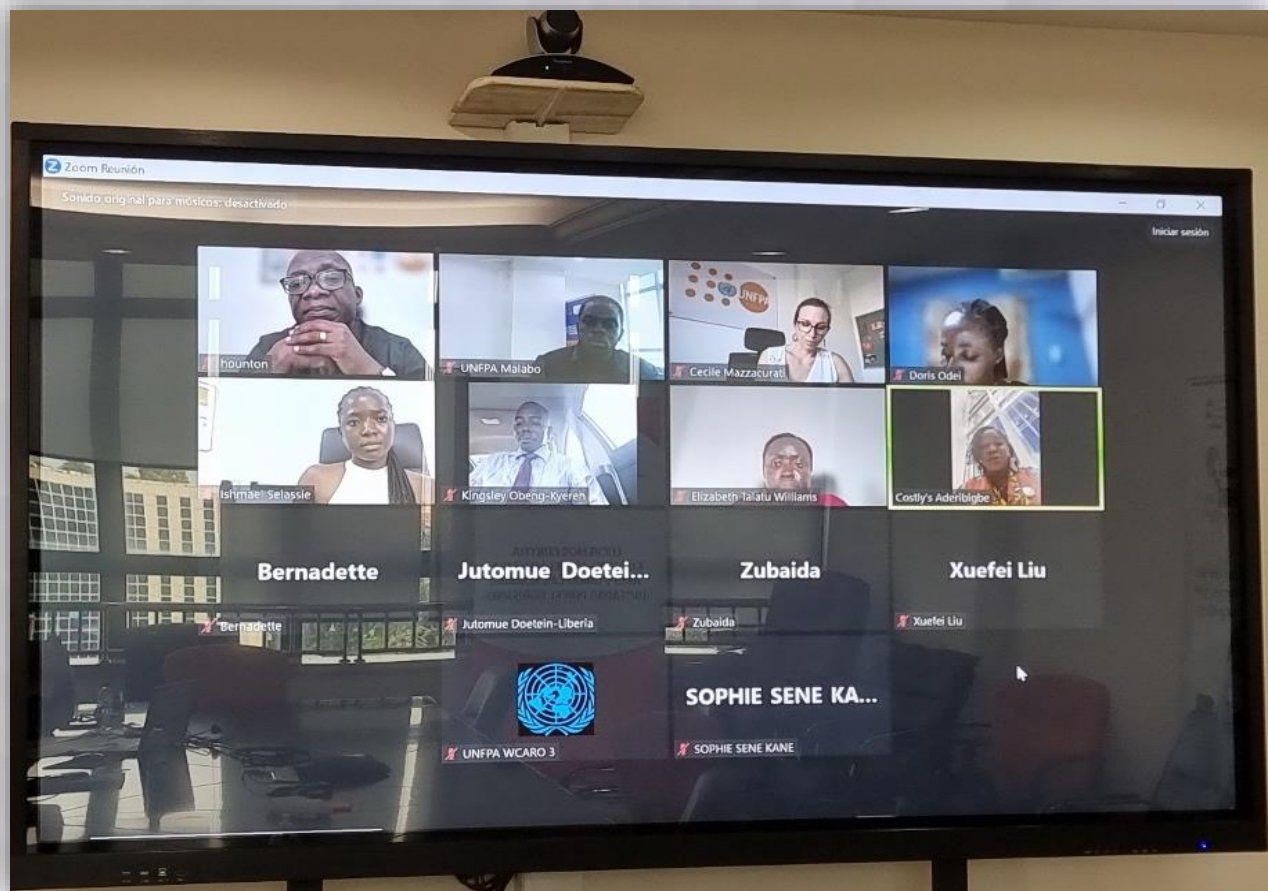 Zoom Reunión
Sonido original para músicos: desactivado
Iniciar sesión
UNFPA
hounton
UNFPA Malabo
Cecile Mazzacurati
Doris Odei
Ishmael Selassie
Kingsley Obeng-Kyereh
Elizabeth Talatu Williams
Costly's Aderibigbe
Bernadette
Jutomue Doetei...
Zubaida
Xuefei Liu
Bernadette
Jutomue Doetein-Liberia
Zubaida
Xuefei Liu
SOPHIE SENE KA...
UNFPA WCARO 3
SOPHIE SENE KANE